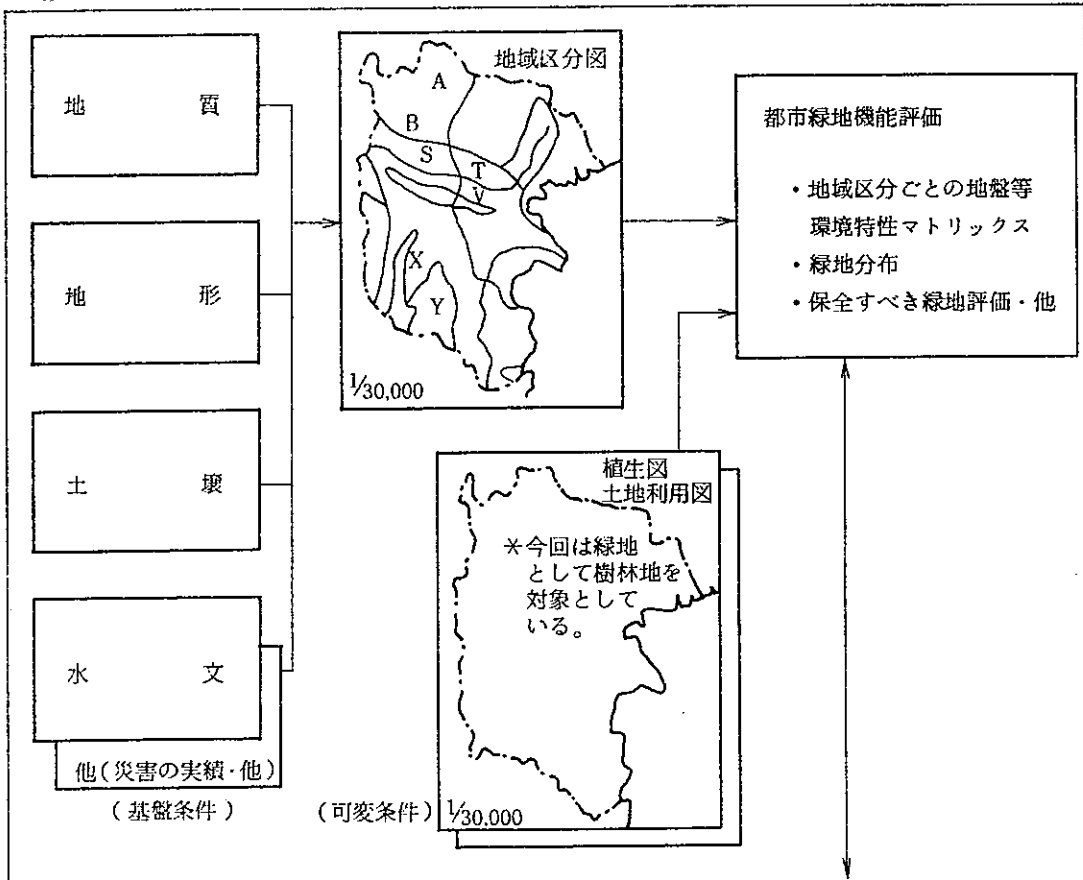 地質
地形
土壌
水文
他(災害の実績・他)
(基盤条件)
地域区分図
A
B
S
T
V
X
Y
1/30,000
(可変条件)
植生図
土地利用図
*今回は緑地
として樹林地を
対象として
いる。
1/30,000
都市緑地機能評価
・地域区分ごとの地盤等
環境特性マトリックス
・緑地分布
・保全すべき緑地評価・他